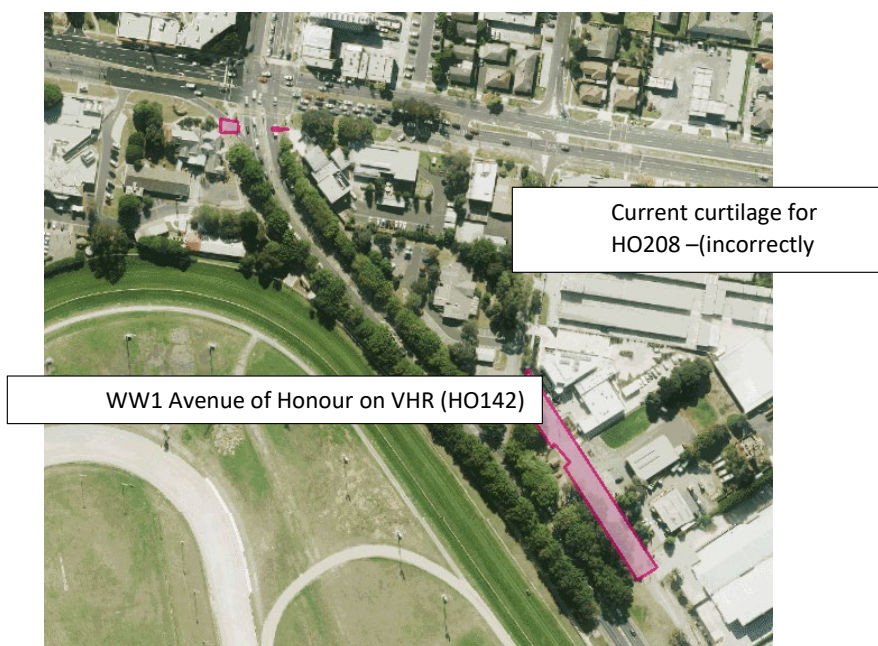 Current curtilage for
HO208 –(incorrectly
WW1 Avenue of Honour on VHR (HO142)